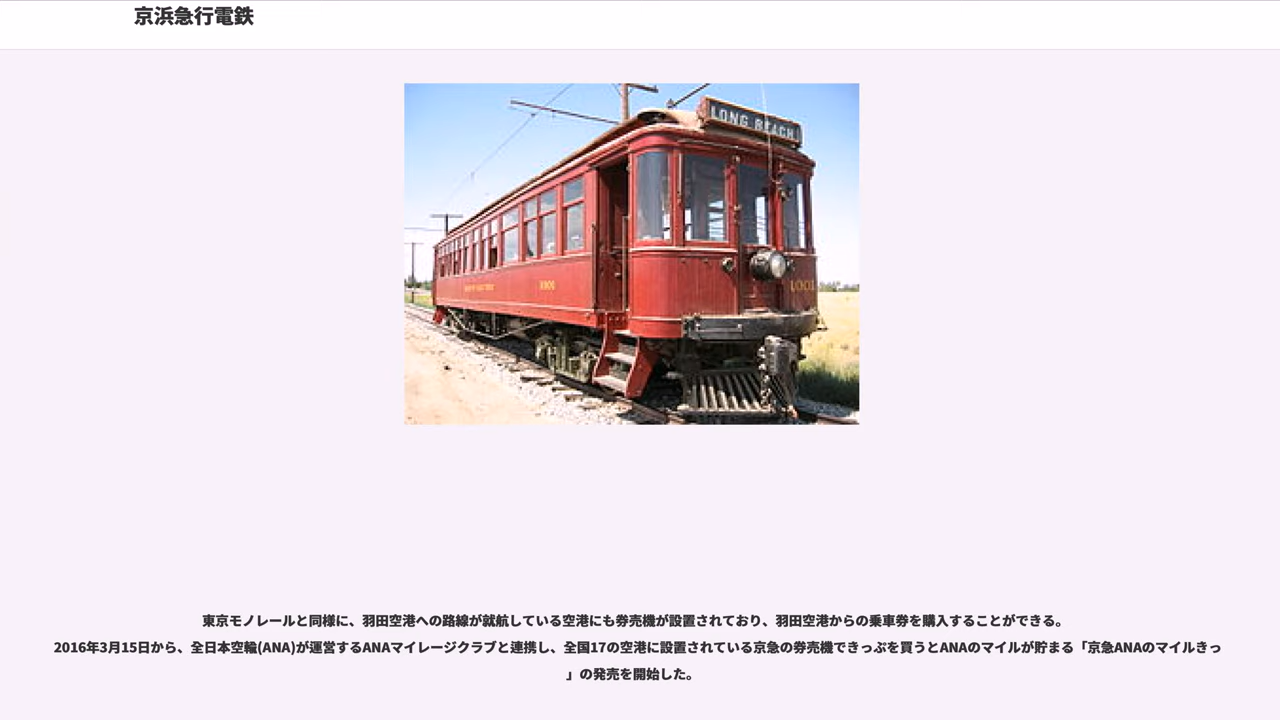 京浜急行電鉄
LONG BEACH
1001
1001
東京モノレールと同様に、羽田空港への路線が就航している空港にも券売機が設置されており、羽田空港からの乗車券を購入することができる。
2016年3月15日から、全日本空輸(ANA)が運営するANAマイレージクラブと連携し、全国17の空港に設置されている京急の券売機できっぷを買うとANAのマイルが貯まる「京急ANAのマイルきっ
」の発売を開始した。